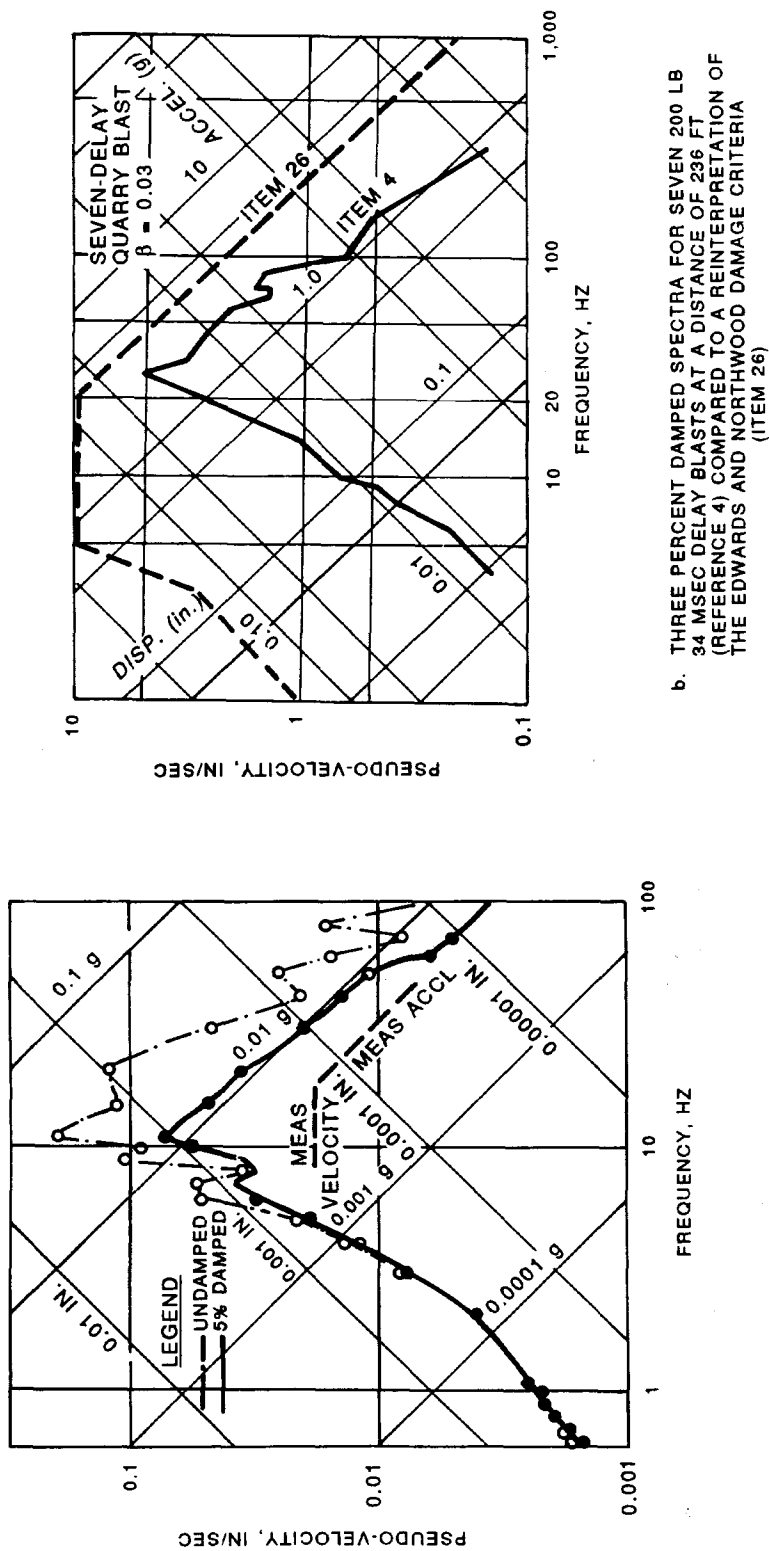 PSEUDO-VELOCITY, IN/SEC
0.1
0.01
0.001
0.01 IN.
0.1 g
LEGEND
UNDAMPED
5% DAMPED
0.001 IN.
0.01 g
MEAS
VELOCITY
0.0001 IN.
MEAS ACCL
0.001 g
0.0001 g
0.00001 IN.
1
10
100
FREQUENCY, HZ
PSEUDO-VELOCITY, IN/SEC
10
1
0.1
SEVEN-DELAY
QUARRY BLAST
β = 0.03
ACCEL. (g)
10
ITEM 26
ITEM 4
DISP. (in.)
0.10
1.0
0.1
0.01
10
20
100
1,000
FREQUENCY, HZ
b. THREE PERCENT DAMPED SPECTRA FOR SEVEN 200 LB
34 MSEC DELAY BLASTS AT A DISTANCE OF 236 FT
(REFERENCE 4) COMPARED TO A REINTERPRETATION OF
THE EDWARDS AND NORTHWOOD DAMAGE CRITERIA
(ITEM 26)